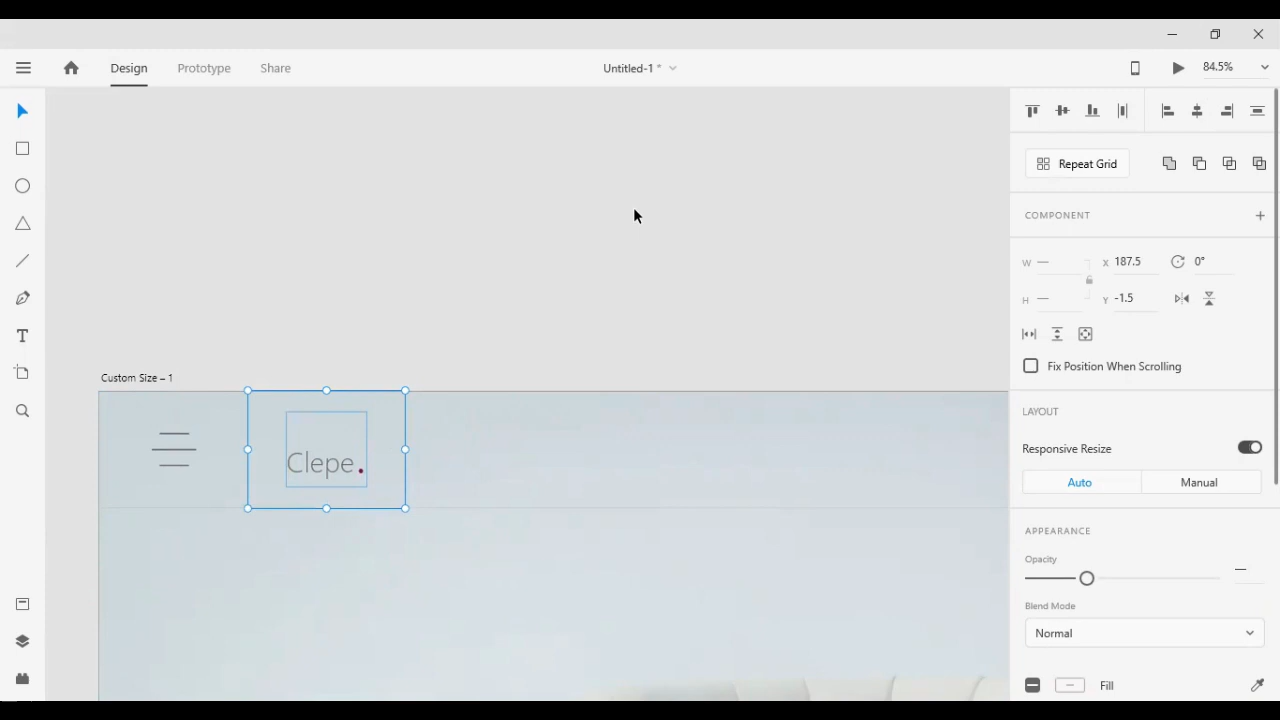 Design Prototype Share Untitled-1 * 84.5%
Repeat Grid
COMPONENT
W — X 187.5 0°
H — Y -1.5
Fix Position When Scrolling
Custom Size – 1
LAYOUT
Responsive Resize
Clepe.
Auto Manual
APPEARANCE
Opacity
Blend Mode
Normal
Fill